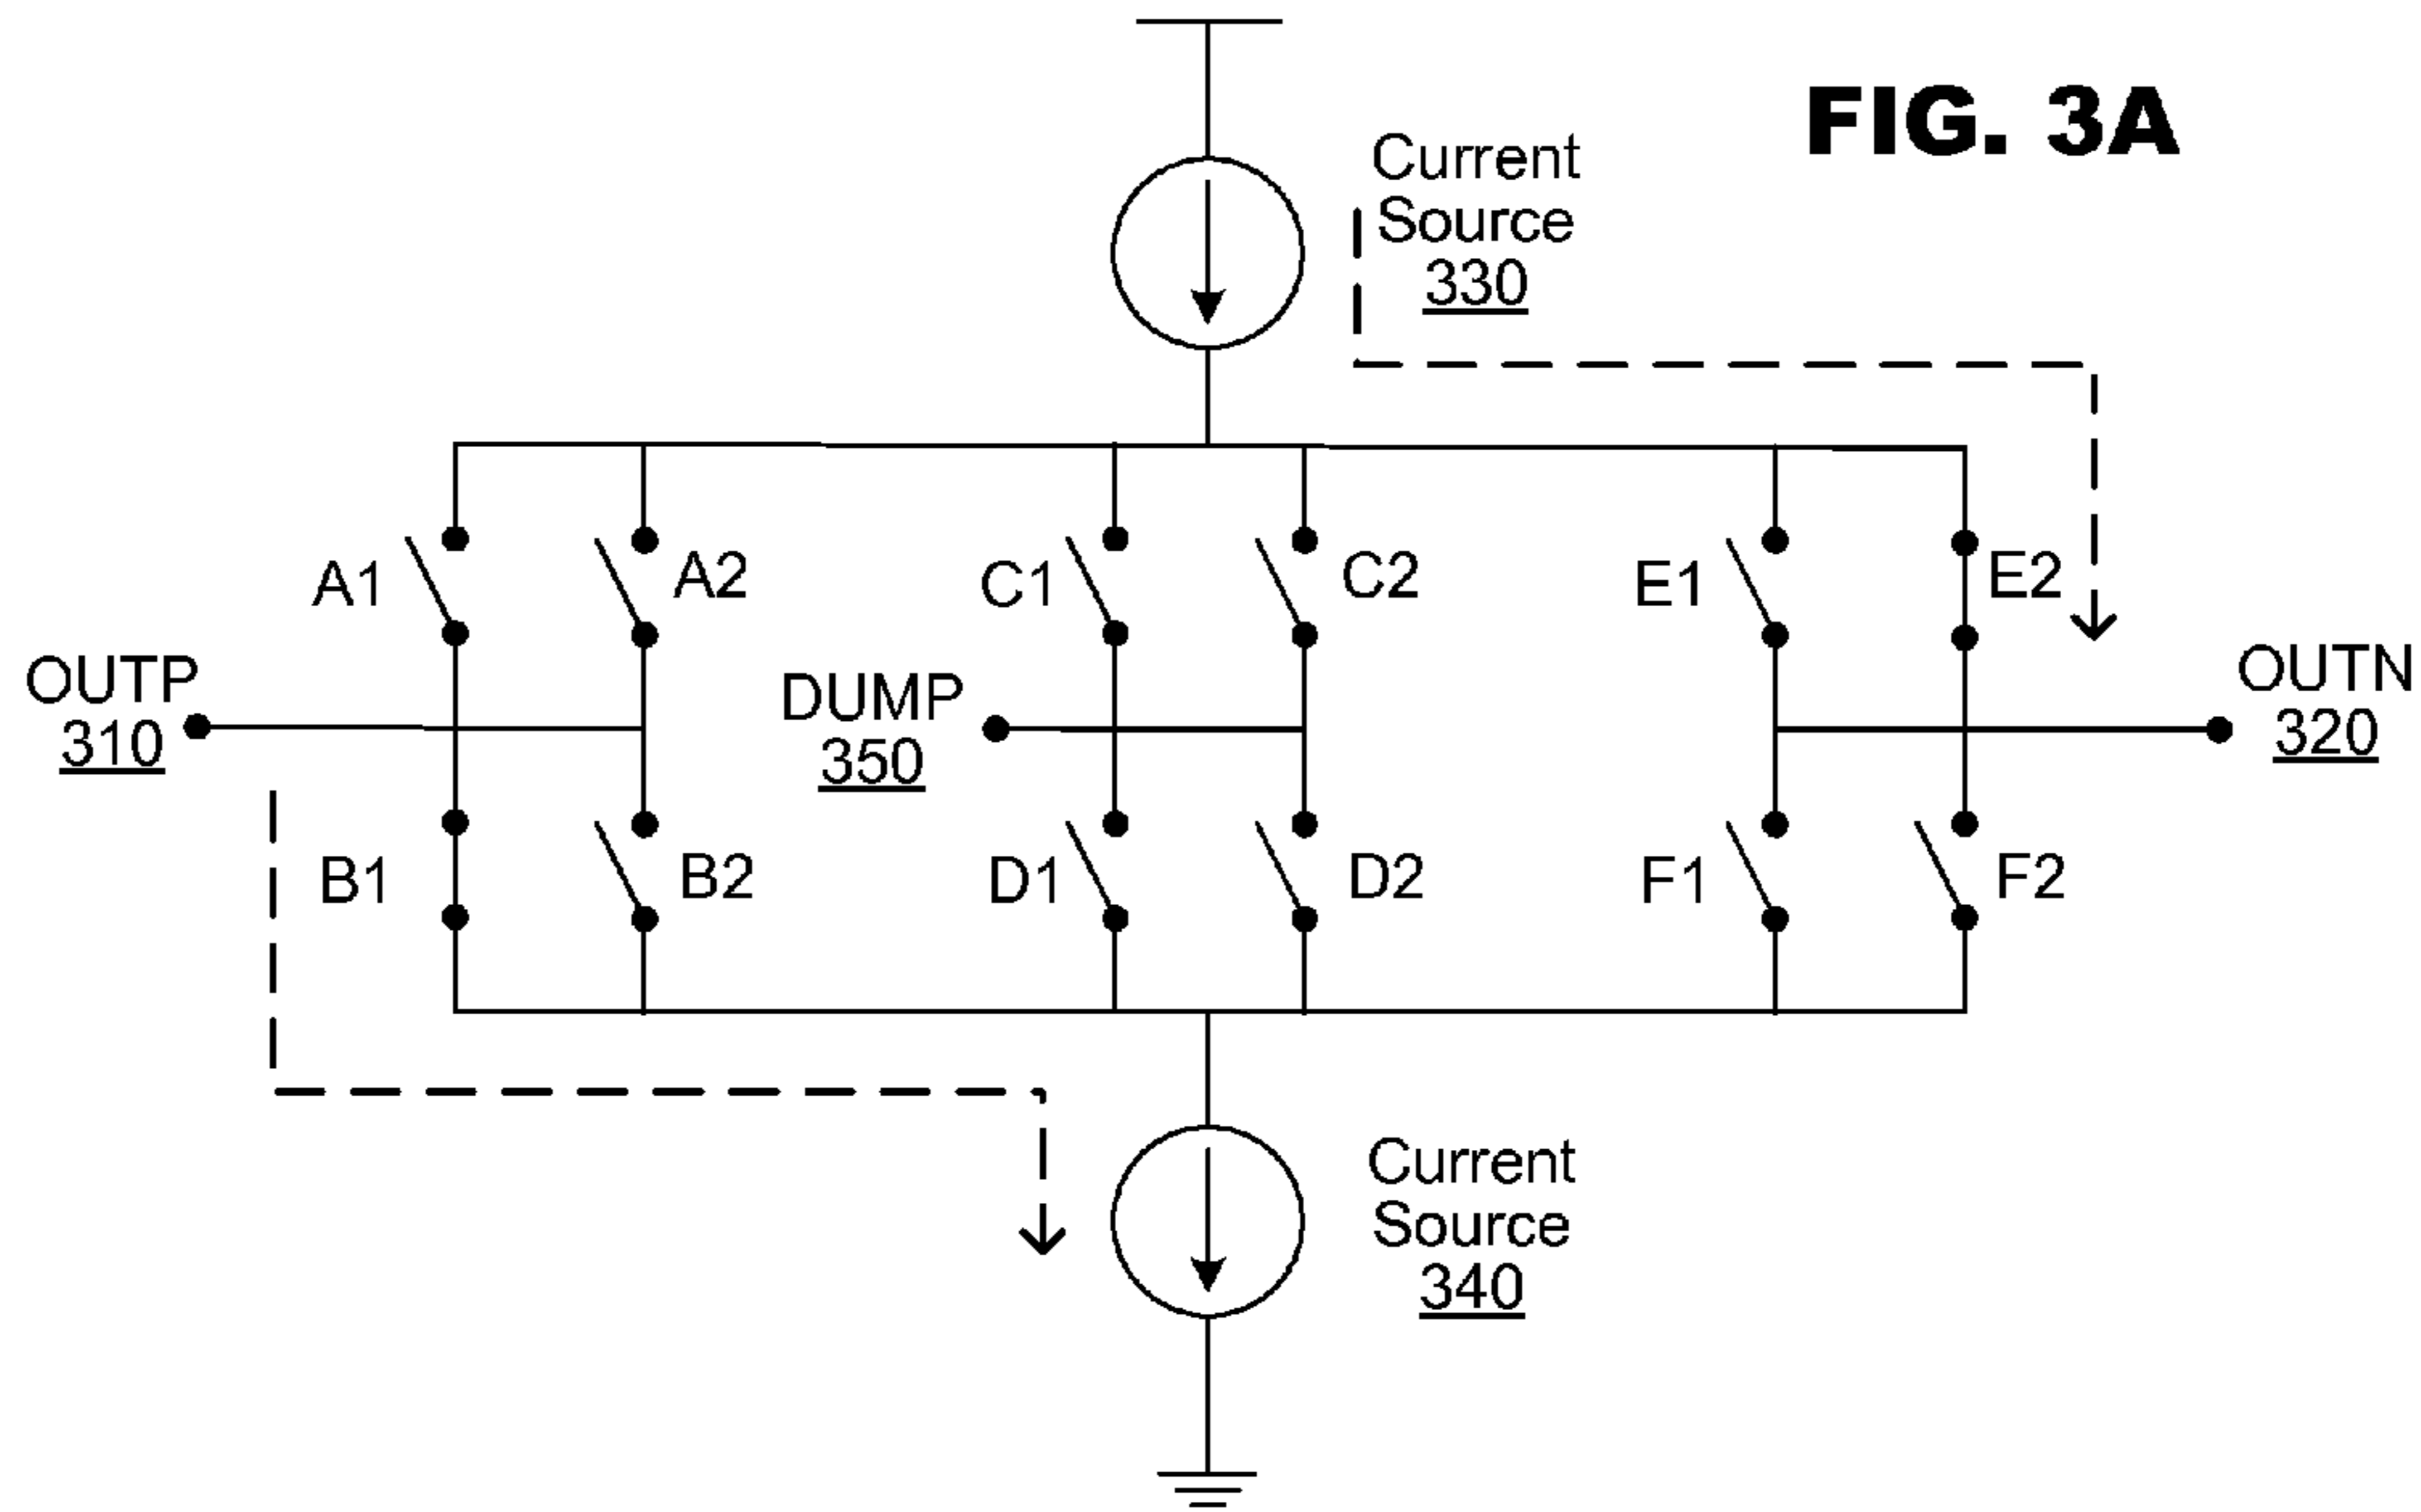 FIG. 3A
Current
Source
330
A1
A2
C1
C2
E1
E2
OUTP
310
DUMP
350
OUTN
320
B1
B2
D1
D2
F1
F2
Current
Source
340